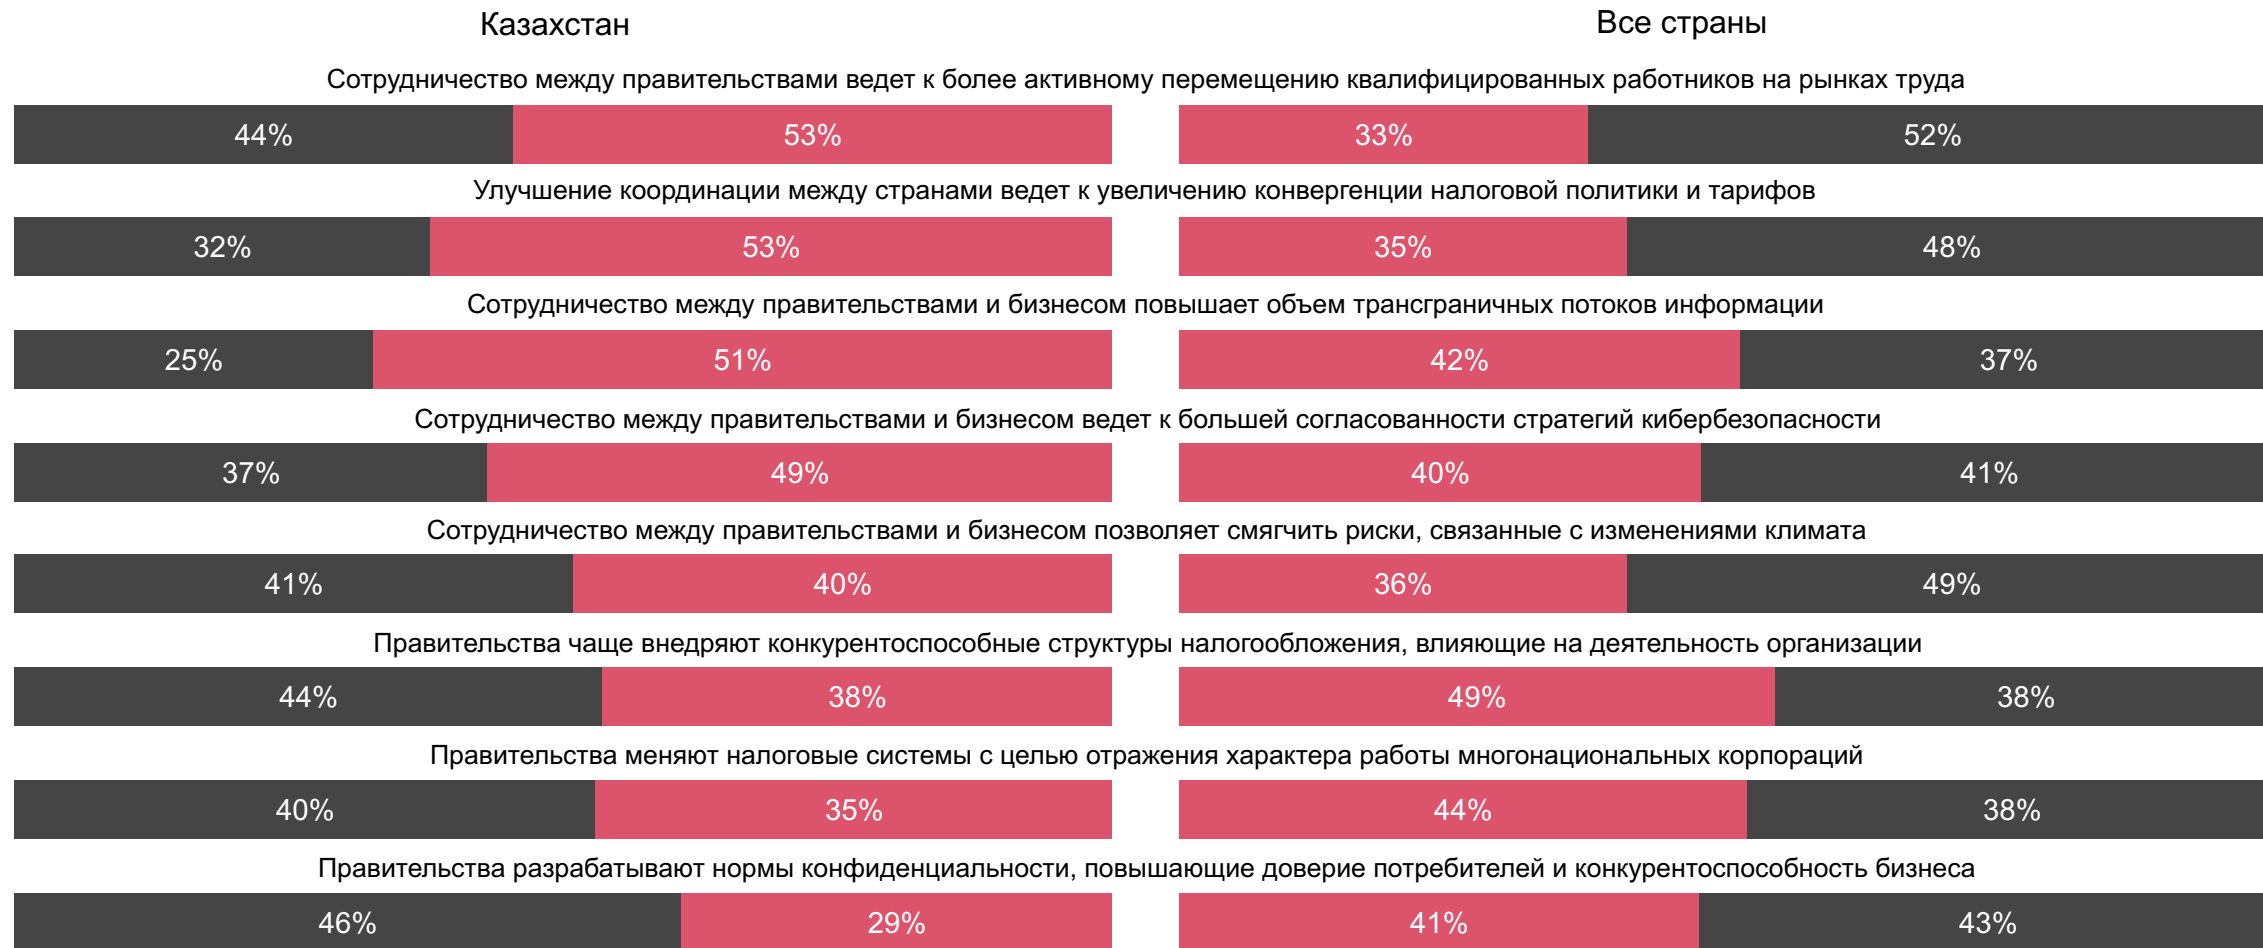 Казахстан Все страны
Сотрудничество между правительствами ведет к более активному перемещению квалифицированных работников на рынках труда
44% 53% 33% 52%
Улучшение координации между странами ведет к увеличению конвергенции налоговой политики и тарифов
32% 53% 35% 48%
Сотрудничество между правительствами и бизнесом повышает объем трансграничных потоков информации
25% 51% 42% 37%
Сотрудничество между правительствами и бизнесом ведет к большей согласованности стратегий кибербезопасности
37% 49% 40% 41%
Сотрудничество между правительствами и бизнесом позволяет смягчить риски, связанные с изменениями климата
41% 40% 36% 49%
Правительства чаще внедряют конкурентоспособные структуры налогообложения, влияющие на деятельность организации
44% 38% 49% 38%
Правительства меняют налоговые системы с целью отражения характера работы многонациональных корпораций
40% 35% 44% 38%
Правительства разрабатывают нормы конфиденциальности, повышающие доверие потребителей и конкурентоспособность бизнеса
46% 29% 41% 43%